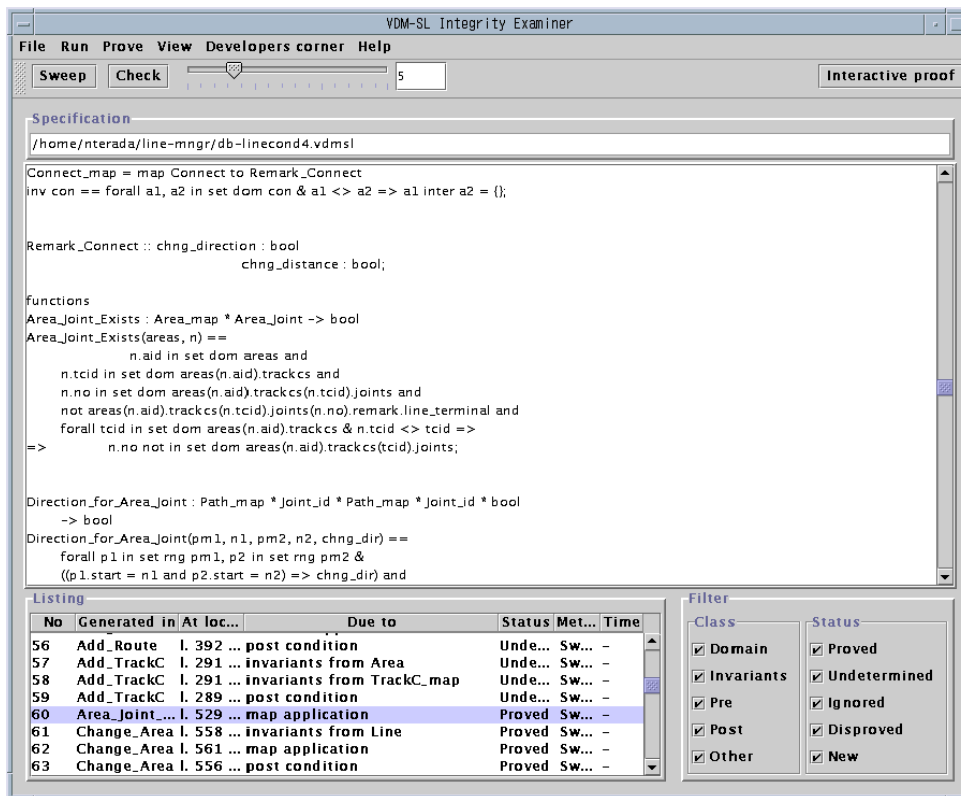 VDM-SL Integrity Examiner
File Run Prove View Developers corner Help
Sweep Check 5 Interactive proof
Specification
/home/nterada/line-mngr/db-linecond4.vdmsl
Connect_map = map Connect to Remark_Connect
inv con == forall a1, a2 in set dom con & a1 <> a2 => a1 inter a2 = {};
Remark_Connect :: chng_direction : bool
chng_distance : bool;
functions
Area_Joint_Exists : Area_map * Area_Joint -> bool
Area_Joint_Exists(areas, n) ==
n.aid in set dom areas and
n.tcid in set dom areas(n.aid).trackcs and
n.no in set dom areas(n.aid).trackcs(n.tcid).joints and
not areas(n.aid).trackcs(n.tcid).joints(n.no).remark.line_terminal and
forall tcid in set dom areas(n.aid).trackcs & n.tcid <> tcid =>
=> n.no not in set dom areas(n.aid).trackcs(tcid).joints;
Direction_for_Area_Joint : Path_map * Joint_id * Path_map * Joint_id * bool
-> bool
Direction_for_Area_Joint(pm1, n1, pm2, n2, chng_dir) ==
forall p1 in set rng pm1, p2 in set rng pm2 &
((p1.start = n1 and p2.start = n2) => chng_dir) and
Listing
No Generated in At loc... Due to Status Met... Time
56 Add_Route l. 392 ... post condition Unde... Sw... –
57 Add_TrackC l. 291 ... invariants from Area Unde... Sw... –
58 Add_TrackC l. 291 ... invariants from TrackC_map Unde... Sw... –
59 Add_TrackC l. 289 ... post condition Unde... Sw... –
60 Area_Joint_... l. 529 ... map application Proved Sw... –
61 Change_Area l. 558 ... invariants from Line Proved Sw... –
62 Change_Area l. 561 ... map application Proved Sw... –
63 Change_Area l. 556 ... post condition Proved Sw... –
Filter
Class Status
Domain Proved
Invariants Undetermined
Pre Ignored
Post Disproved
Other New